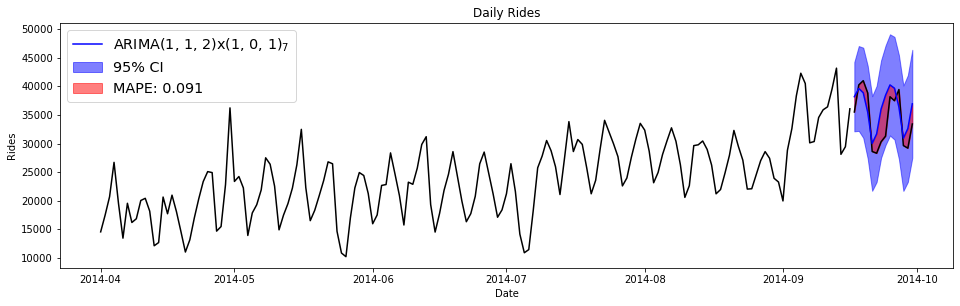 Daily Rides
50000
45000
40000
35000
30000
25000
20000
15000
10000
Rides
ARIMA(1, 1, 2)x(1, 0, 1)₇
95% CI
MAPE: 0.091
2014-04
2014-05
2014-06
2014-07
2014-08
2014-09
2014-10
Date